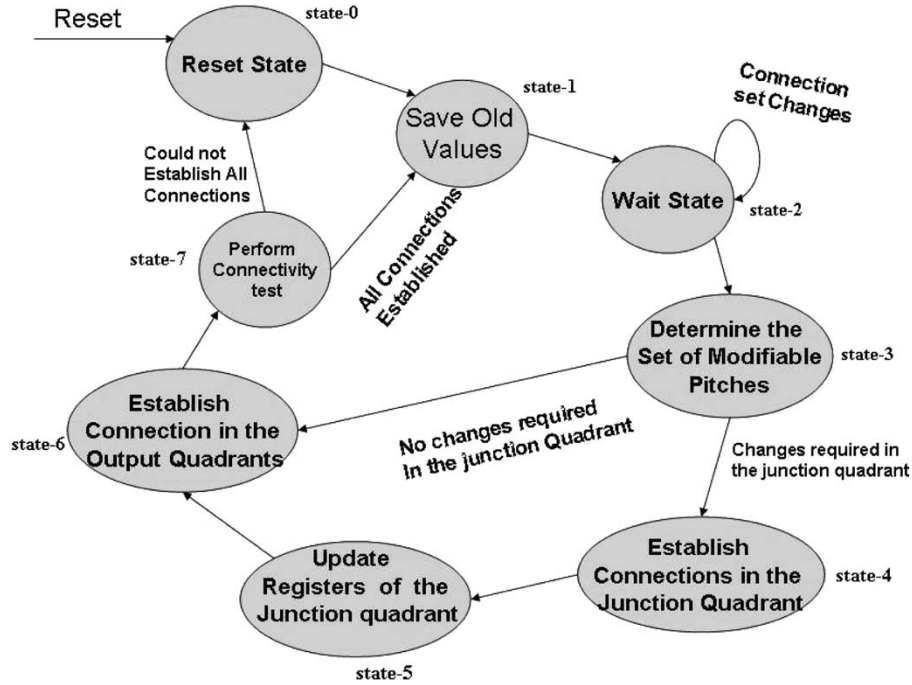 Reset
state-0
Reset State
state-1
Save Old
Values
Connection
set Changes
Wait State
state-2
Could not
Establish All
Connections
All Connections
Established
state-7
Perform
Connectivity
test
Determine the
Set of Modifiable
Pitches
state-3
No changes required
In the junction Quadrant
Changes required in
the junction quadrant
Establish
Connection in the
Output Quadrants
state-6
Update
Registers of the
Junction quadrant
state-5
Establish
Connections in the
Junction Quadrant
state-4